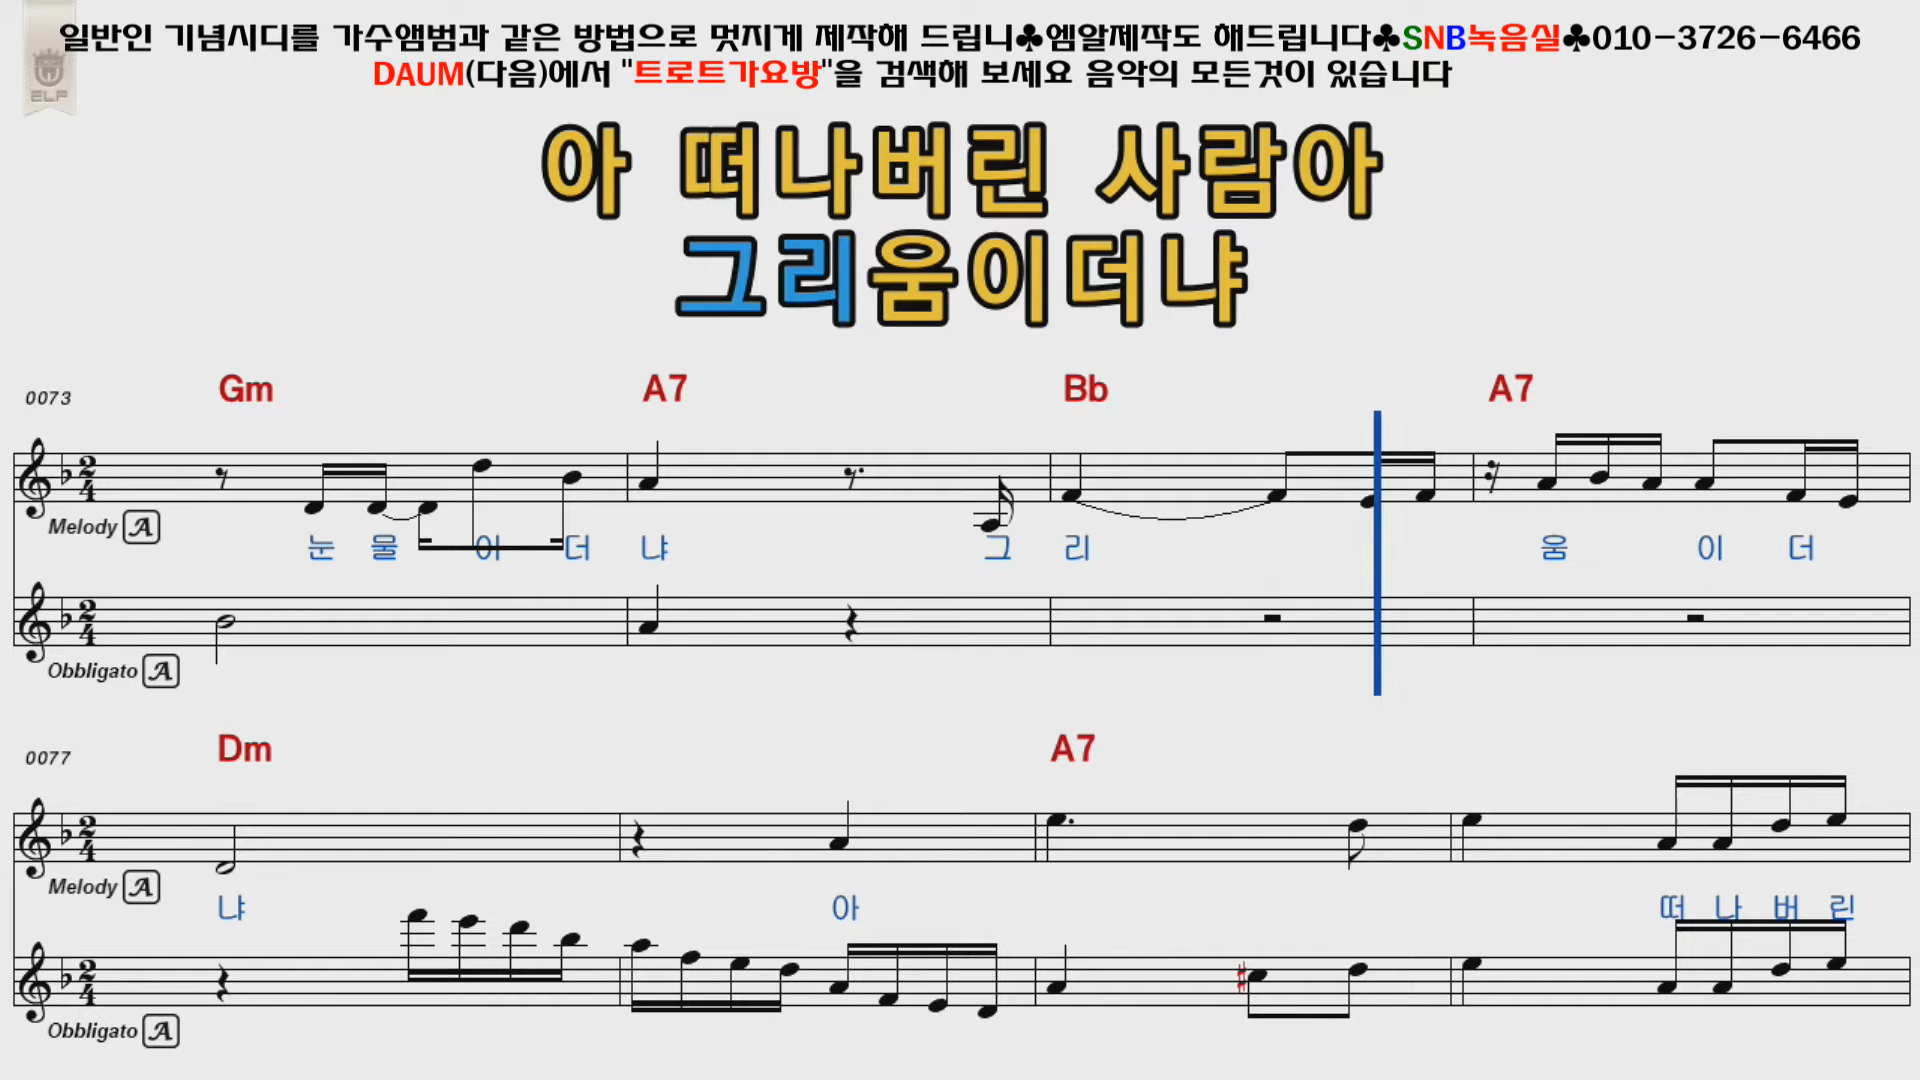 일반인 기념시디를 가수앨범과 같은 방법으로 멋지게 제작해 드립니♣엠알제작도 해드립니다♣SNB녹음실♣010-3726-6466
DAUM(다음)에서 "트로트가요방"을 검색해 보세요 음악의 모든것이 있습니다
ELF
아 떠나버린 사람아
그리움이더냐
0073 Gm A7 Bb A7
Melody A
눈 물 이 더 냐 그 리 움 이 더
Obbligato A
0077 Dm A7
Melody A
냐 아 떠 나 버 린
Obbligato A